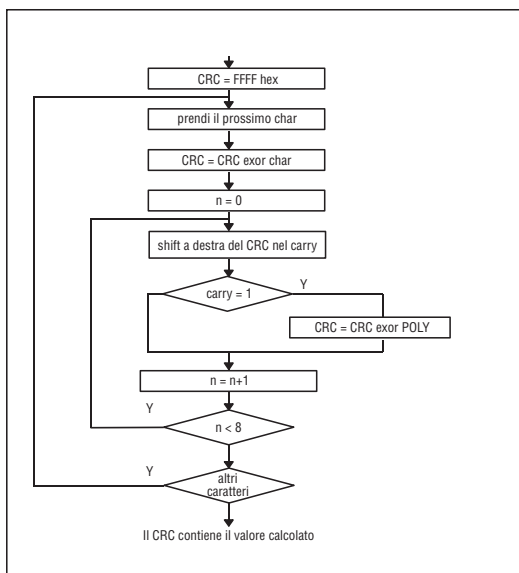 CRC = FFFF hex
prendi il prossimo char
CRC = CRC exor char
n = 0
shift a destra del CRC nel carry
carry = 1
Y
CRC = CRC exor POLY
n = n+1
Y
n < 8
Y
altri
caratteri
Il CRC contiene il valore calcolato